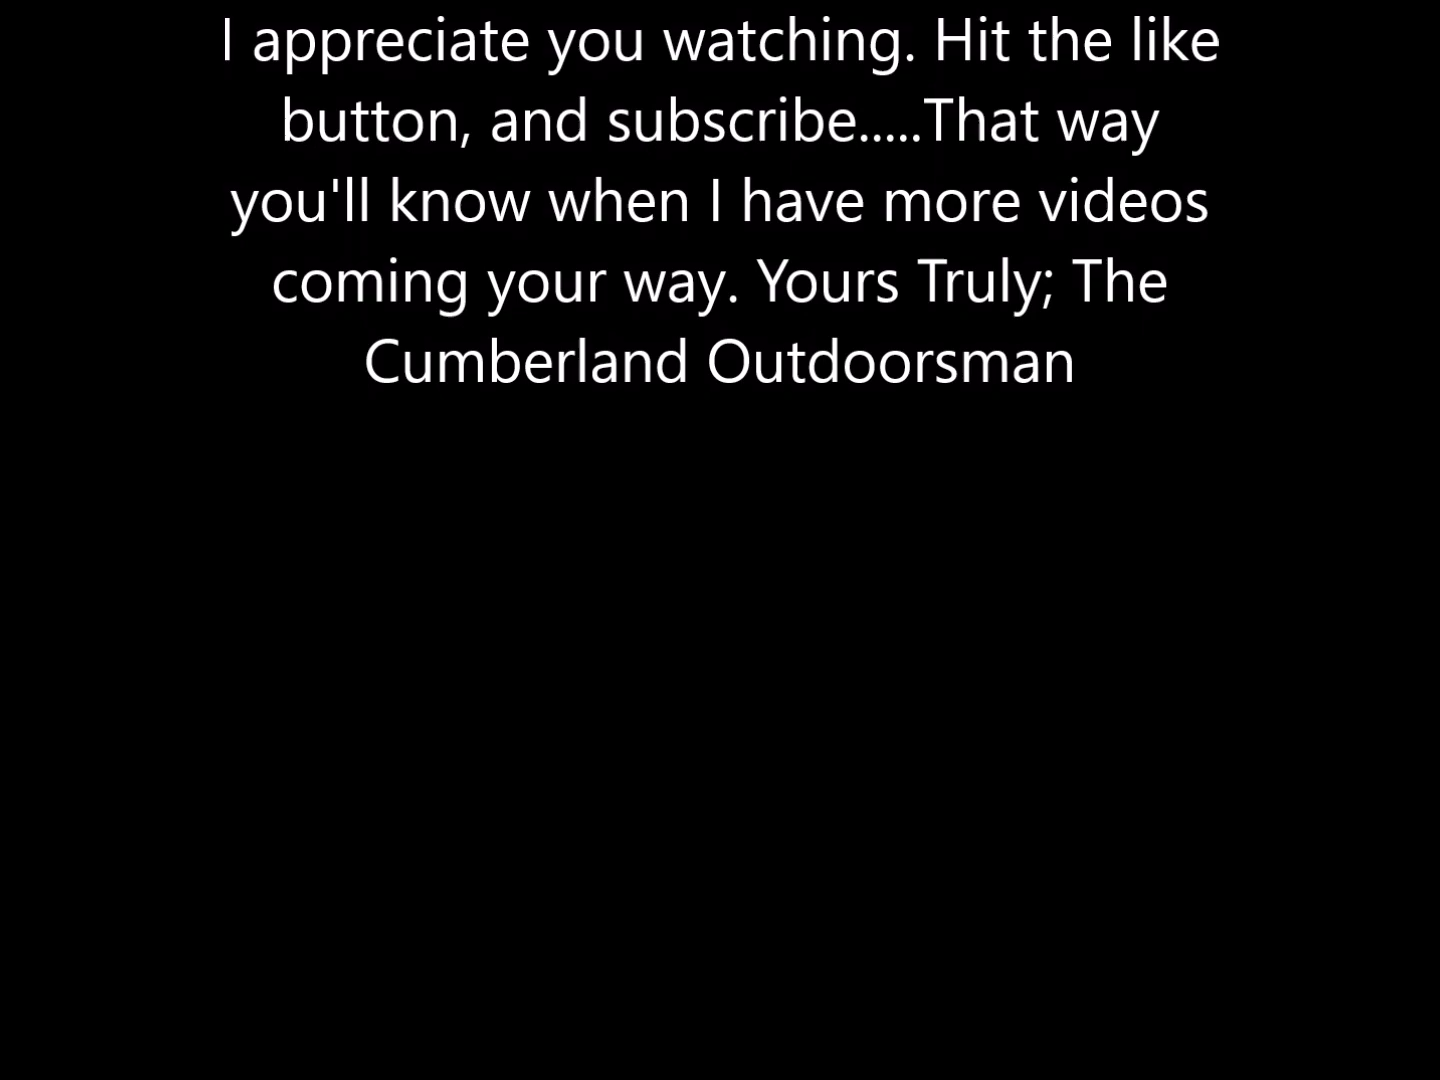 I appreciate you watching. Hit the like
button, and subscribe.....That way
you'll know when I have more videos
coming your way. Yours Truly; The
Cumberland Outdoorsman